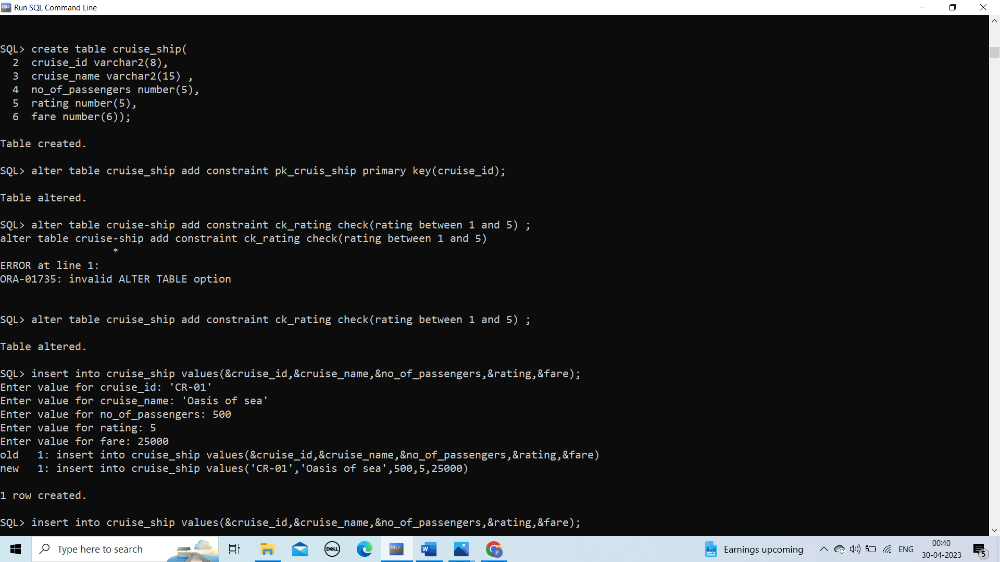 Run SQL Command Line
SQL> create table cruise_ship(
  2  cruise_id varchar2(8),
  3  cruise_name varchar2(15) ,
  4  no_of_passengers number(5),
  5  rating number(5),
  6  fare number(6));
Table created.
SQL> alter table cruise_ship add constraint pk_cruis_ship primary key(cruise_id);
Table altered.
SQL> alter table cruise-ship add constraint ck_rating check(rating between 1 and 5) ;
alter table cruise-ship add constraint ck_rating check(rating between 1 and 5)
                  *
ERROR at line 1:
ORA-01735: invalid ALTER TABLE option
SQL> alter table cruise_ship add constraint ck_rating check(rating between 1 and 5) ;
Table altered.
SQL> insert into cruise_ship values(&cruise_id,&cruise_name,&no_of_passengers,&rating,&fare);
Enter value for cruise_id: 'CR-01'
Enter value for cruise_name: 'Oasis of sea'
Enter value for no_of_passengers: 500
Enter value for rating: 5
Enter value for fare: 25000
old   1: insert into cruise_ship values(&cruise_id,&cruise_name,&no_of_passengers,&rating,&fare)
new   1: insert into cruise_ship values('CR-01','Oasis of sea',500,5,25000)
1 row created.
SQL> insert into cruise_ship values(&cruise_id,&cruise_name,&no_of_passengers,&rating,&fare);
Type here to search
DELL
SQL>
W
P
Earnings upcoming
ENG
00:40
30-04-2023
5